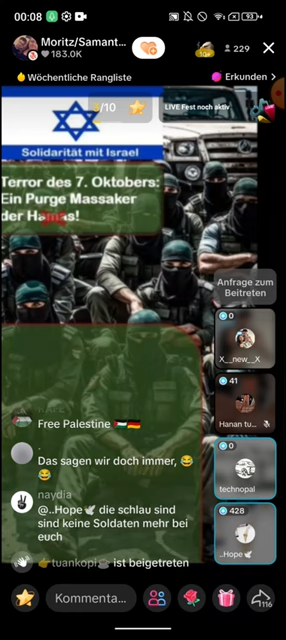 00:08
93
Moritz/Samant...
183.0K
229
Wöchentliche Rangliste
Erkunden >
/10
LIVE Fest noch aktiv
Solidarität mit Israel
Terror des 7. Oktobers:
Ein Purge Massaker
der Hamas!
Anfrage zum
Beitreten
0
X__new__X
41
Hanan tu...
Free Palestine 🇵🇸🇩🇪
.
Das sagen wir doch immer, 😂
😂
0
technopal
naydia
@..Hope🕊 die schlau sind
sind keine Soldaten mehr bei
euch
428
..Hope🕊
👉tuankopi☕ ist beigetreten
Kommenta...
116